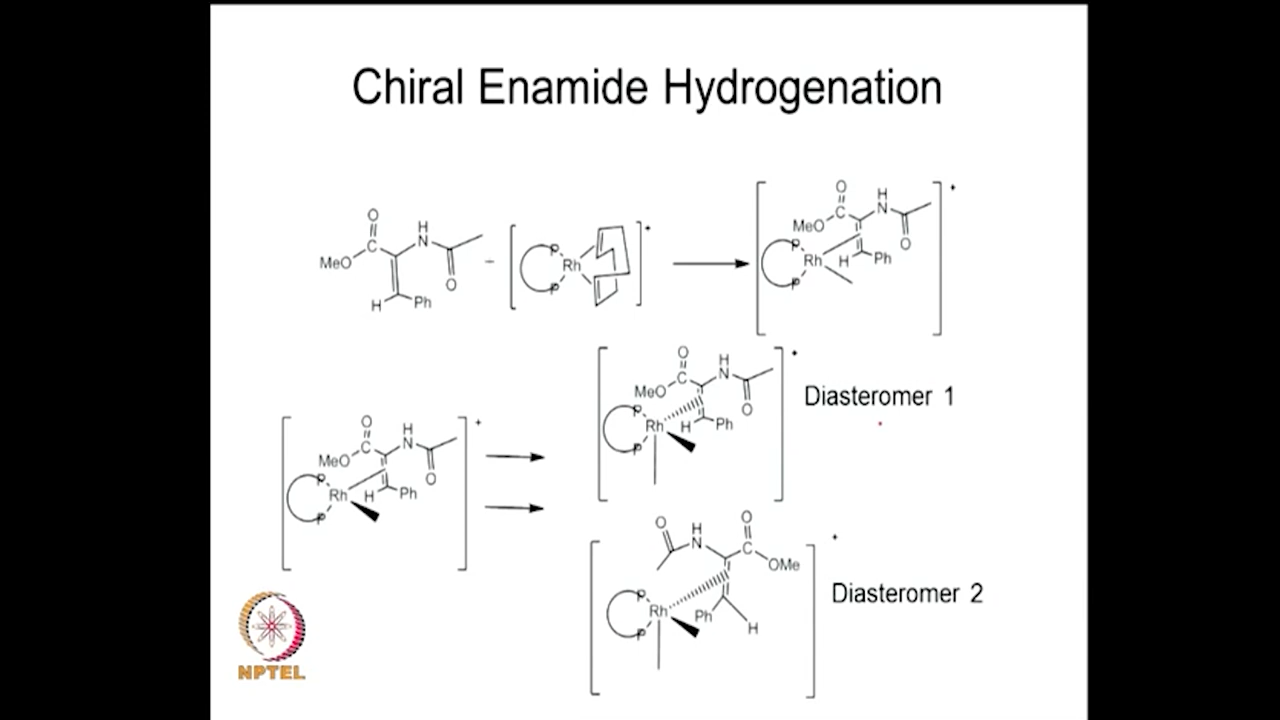 Chiral Enamide Hydrogenation
O
C
MeO
H
N
O
H
Ph
P
Rh
P
+
O
C
MeO
H
N
O
P
Rh
P
H
Ph
+
O
C
MeO
H
N
O
P
Rh
P
H
Ph
+
Diasteromer 1
O
C
MeO
H
N
O
P
Rh
P
H
Ph
+
O
H
N
O
C
OMe
P
Rh
P
Ph
H
+
Diasteromer 2
NPTEL